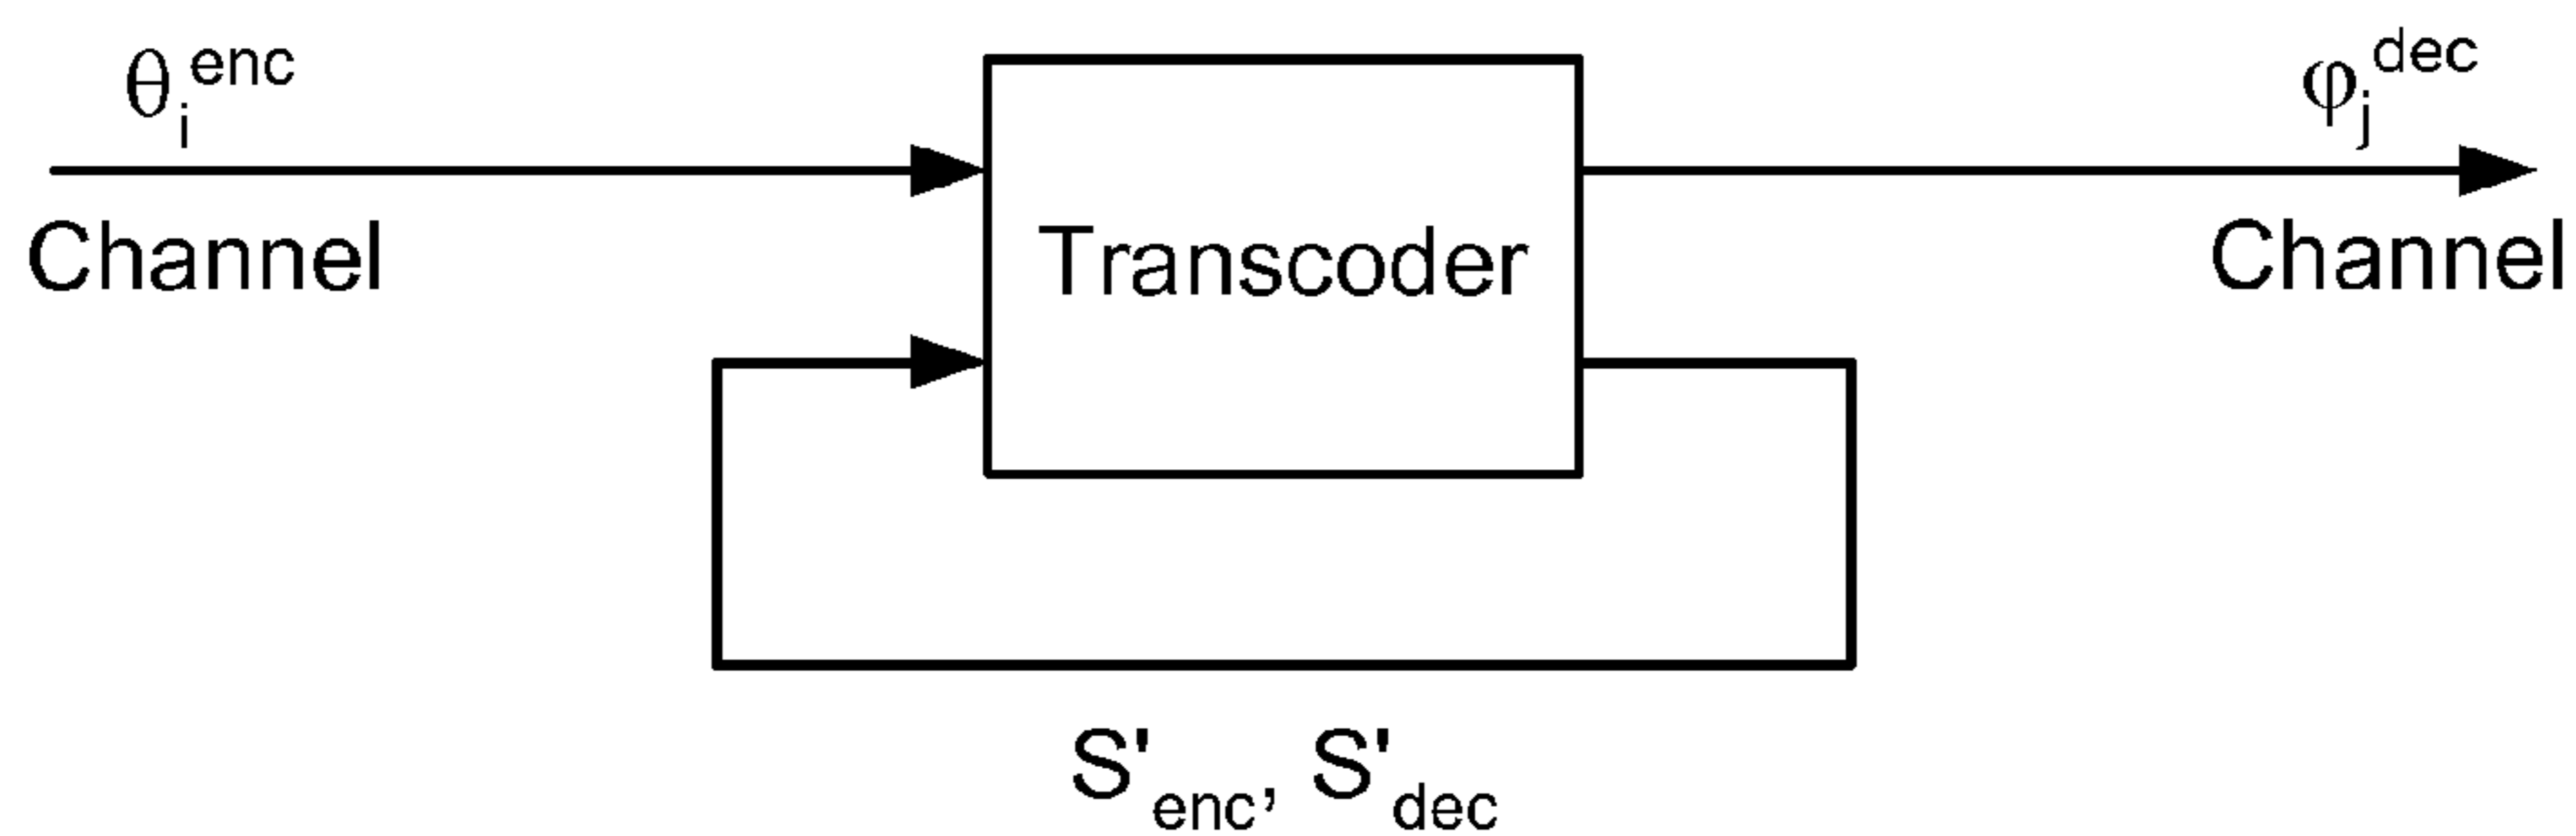 θᵢᵉⁿᶜ
φⱼᵈᵉᶜ
Channel
Transcoder
Channel
S'enc, S'dec